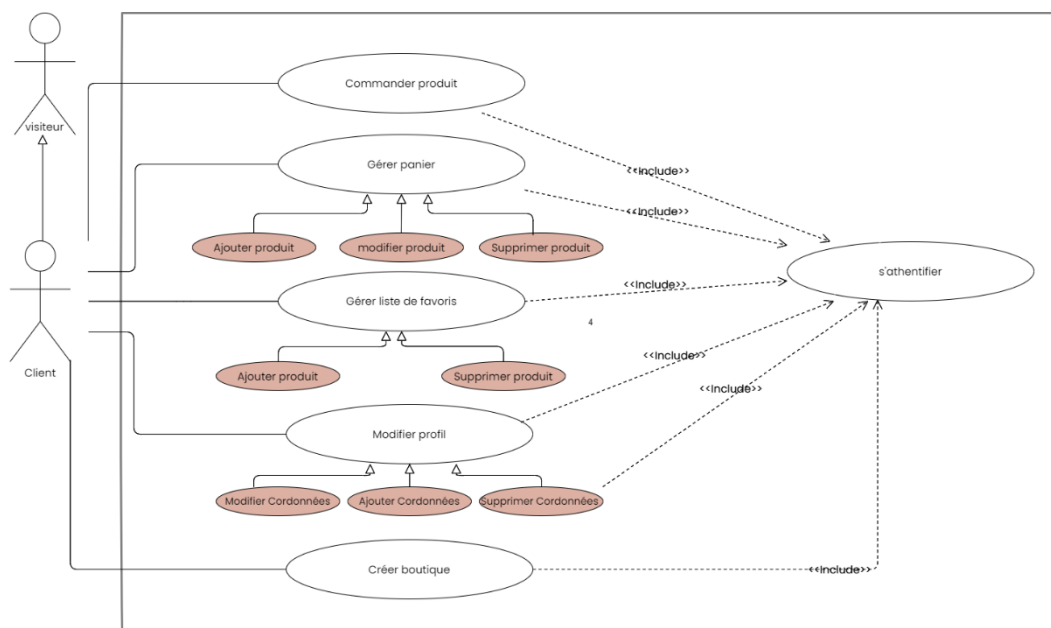 visiteur
Commander produit
<<Include>>
Gérer panier
<<Include>>
Ajouter produit
modifier produit
Supprimer produit
s'athentifier
Client
Gérer liste de favoris
<<Include>>
4
Ajouter produit
Supprimer produit
<<Include>>
<<Include>>
Modifier profil
Modifier Cordonnées
Ajouter Cordonnées
Supprimer Cordonnées
Créer boutique
<<Include>>